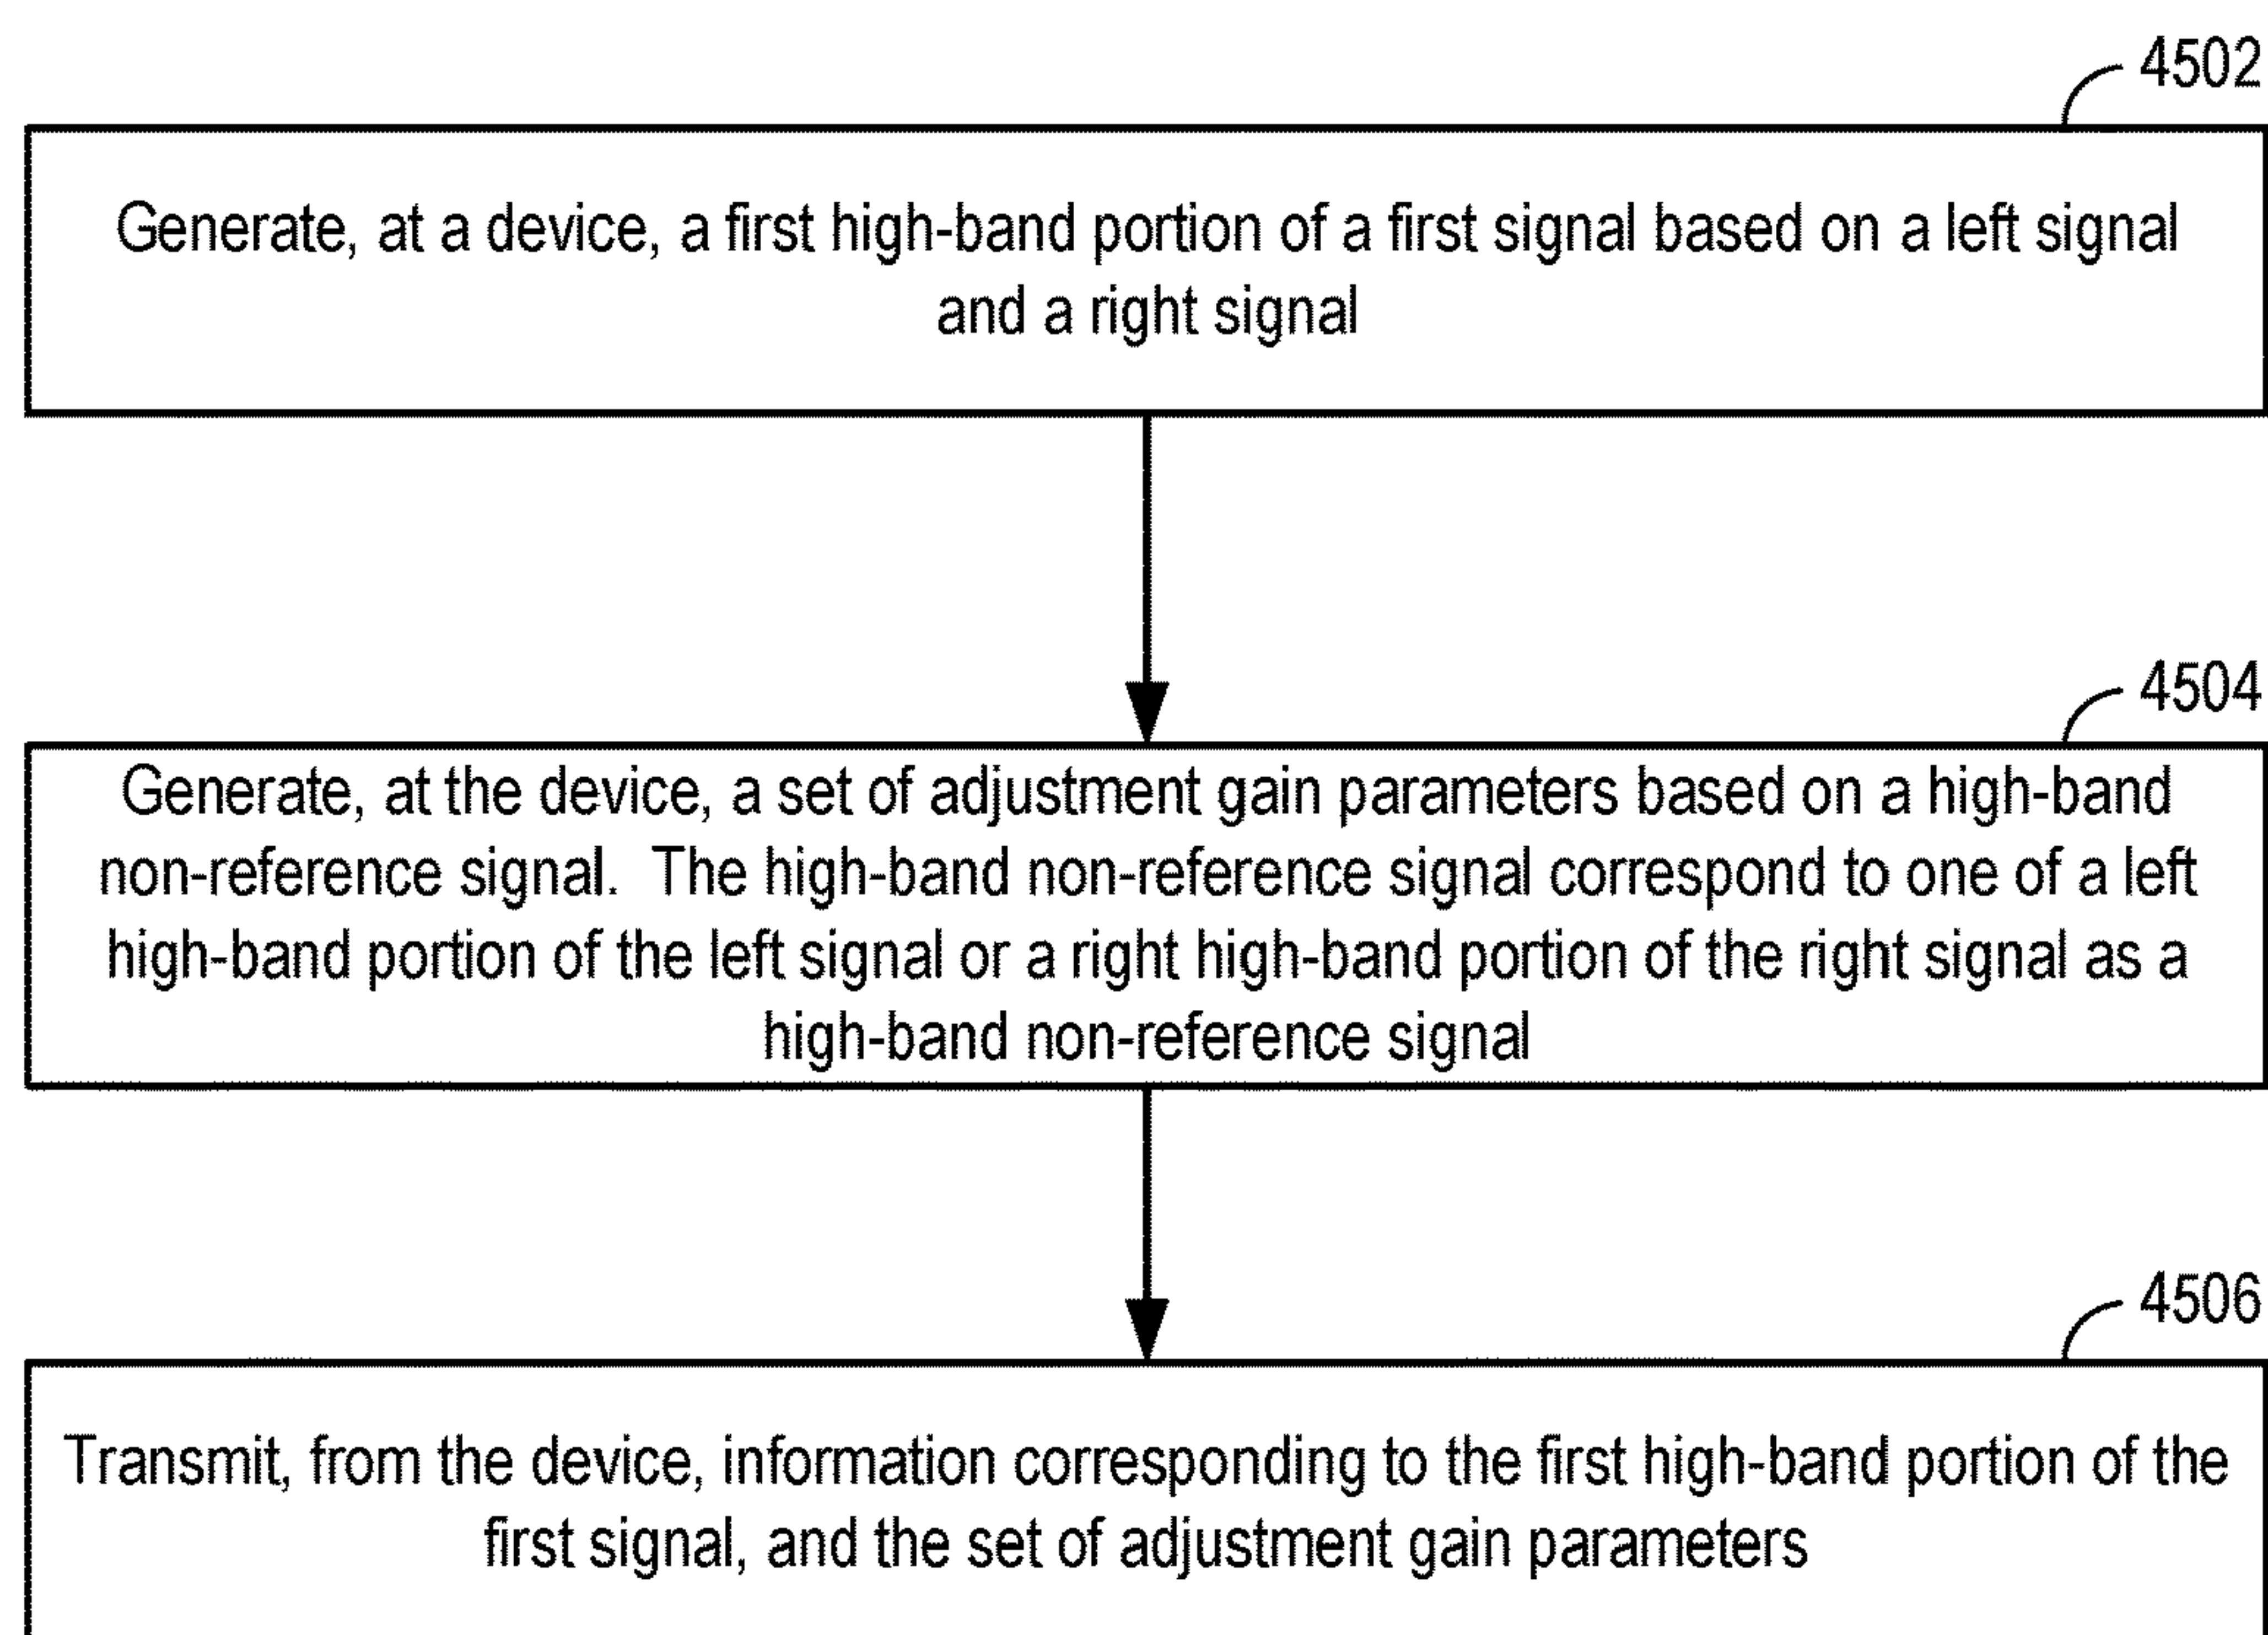 4502
Generate, at a device, a first high-band portion of a first signal based on a left signal
and a right signal
4504
Generate, at the device, a set of adjustment gain parameters based on a high-band
non-reference signal. The high-band non-reference signal correspond to one of a left
high-band portion of the left signal or a right high-band portion of the right signal as a
high-band non-reference signal
4506
Transmit, from the device, information corresponding to the first high-band portion of the
first signal, and the set of adjustment gain parameters